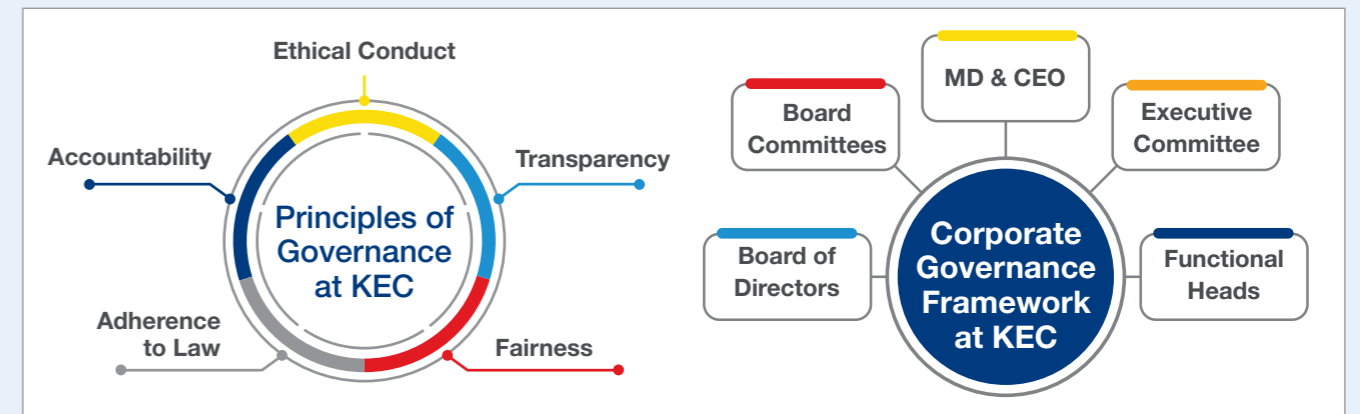 Ethical Conduct
Accountability
Transparency
Principles of
Governance
at KEC
Adherence
to Law
Fairness
MD & CEO
Board
Committees
Executive
Committee
Board of
Directors
Functional
Heads
Corporate
Governance
Framework
at KEC